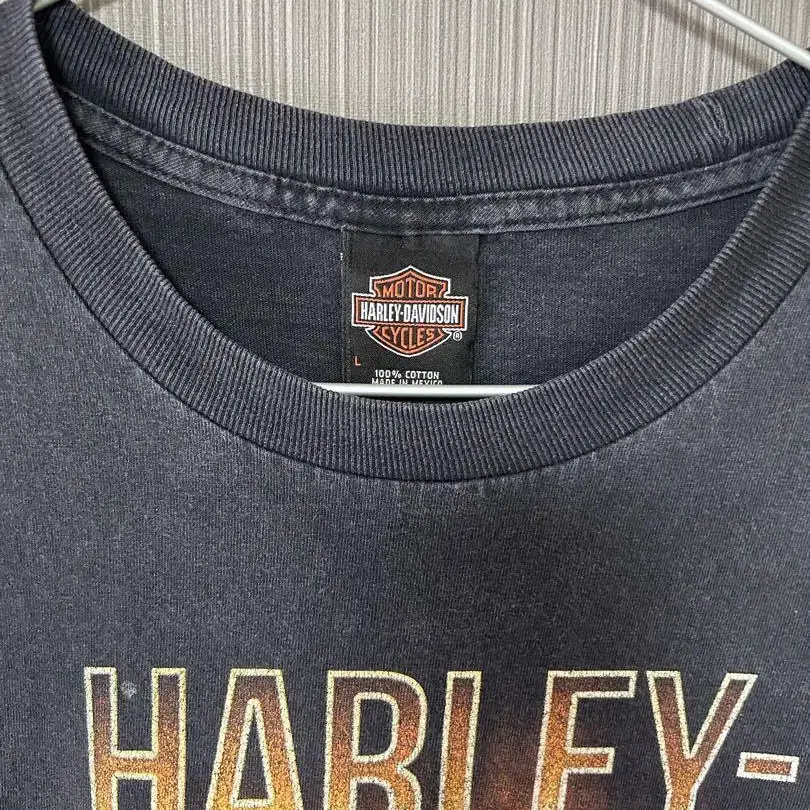 MOTOR
HARLEY-DAVIDSON
CYCLES
®
L
100% COTTON
MADE IN MEXICO
HARLEY-